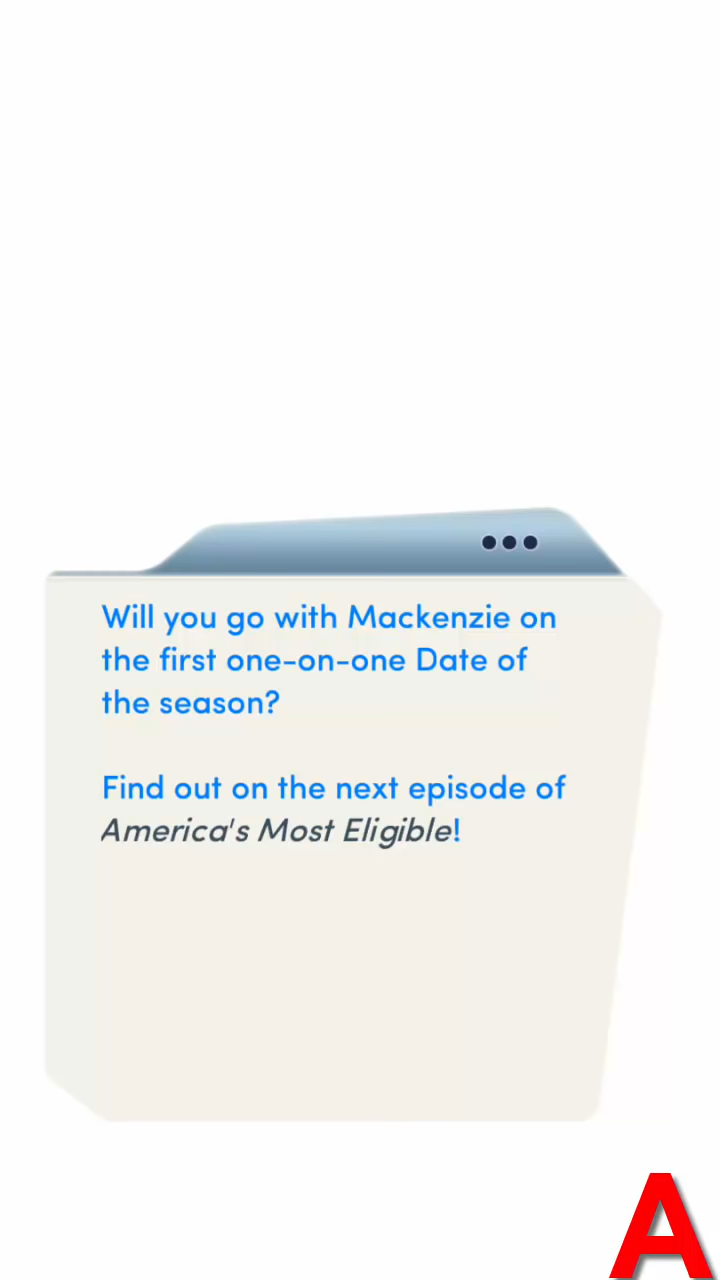 Will you go with Mackenzie on
the first one-on-one Date of
the season?
Find out on the next episode of
America's Most Eligible!
A